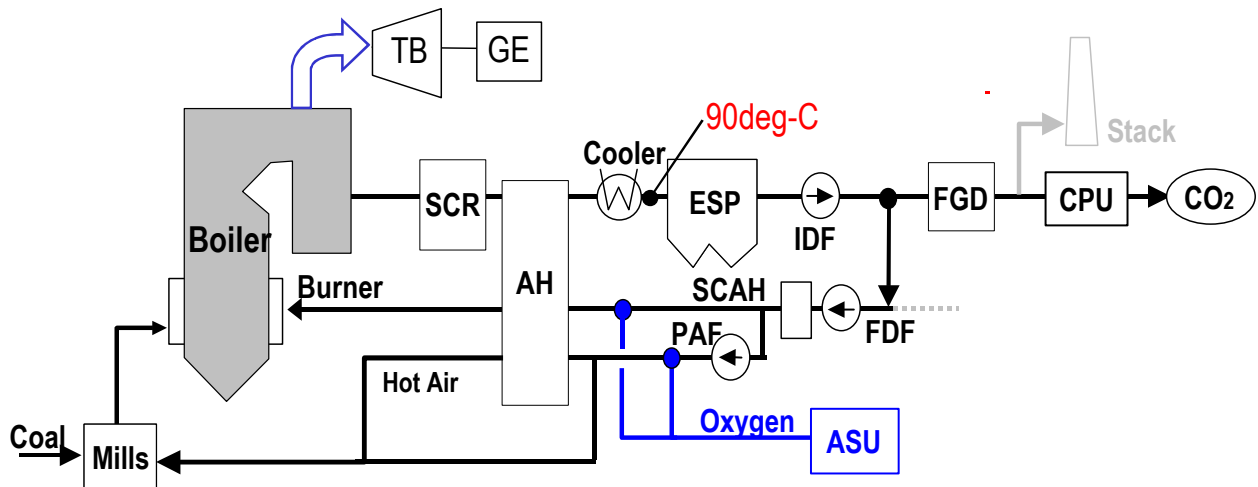 TB
GE
90deg-C
Stack
Cooler
SCR
ESP
FGD
CPU
CO2
Boiler
IDF
AH
Burner
SCAH
FDF
PAF
Hot Air
Coal
Mills
Oxygen
ASU